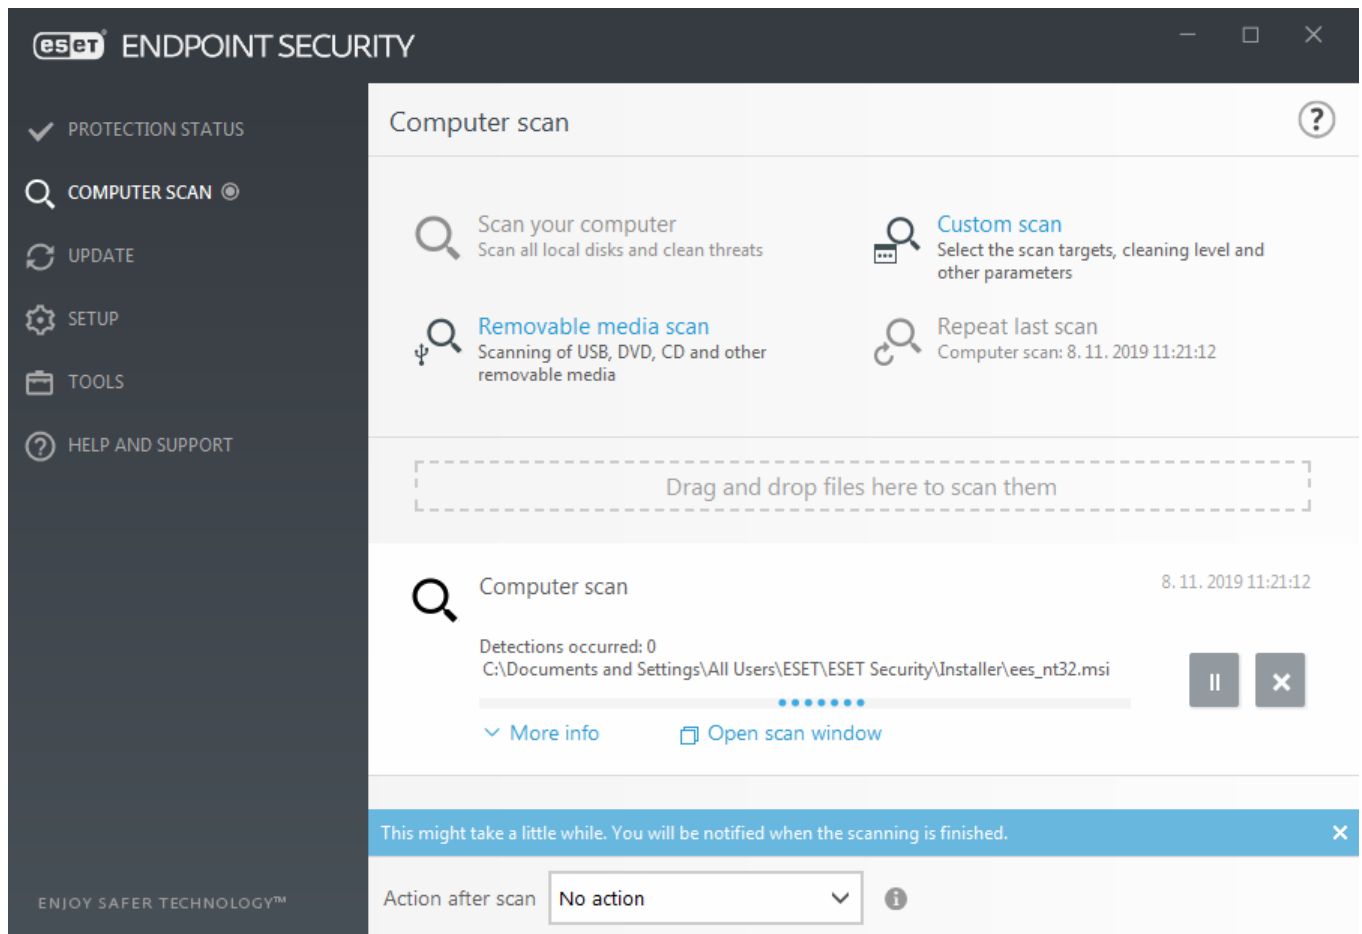 eset ENDPOINT SECURITY
PROTECTION STATUS
COMPUTER SCAN
UPDATE
SETUP
TOOLS
HELP AND SUPPORT
ENJOY SAFER TECHNOLOGY™
Computer scan
?
Scan your computer
Scan all local disks and clean threats
Custom scan
Select the scan targets, cleaning level and
other parameters
Removable media scan
Scanning of USB, DVD, CD and other
removable media
Repeat last scan
Computer scan: 8. 11. 2019 11:21:12
Drag and drop files here to scan them
Computer scan
8. 11. 2019 11:21:12
Detections occurred: 0
C:\Documents and Settings\All Users\ESET\ESET Security\Installer\ees_nt32.msi
More info
Open scan window
This might take a little while. You will be notified when the scanning is finished.
Action after scan
No action